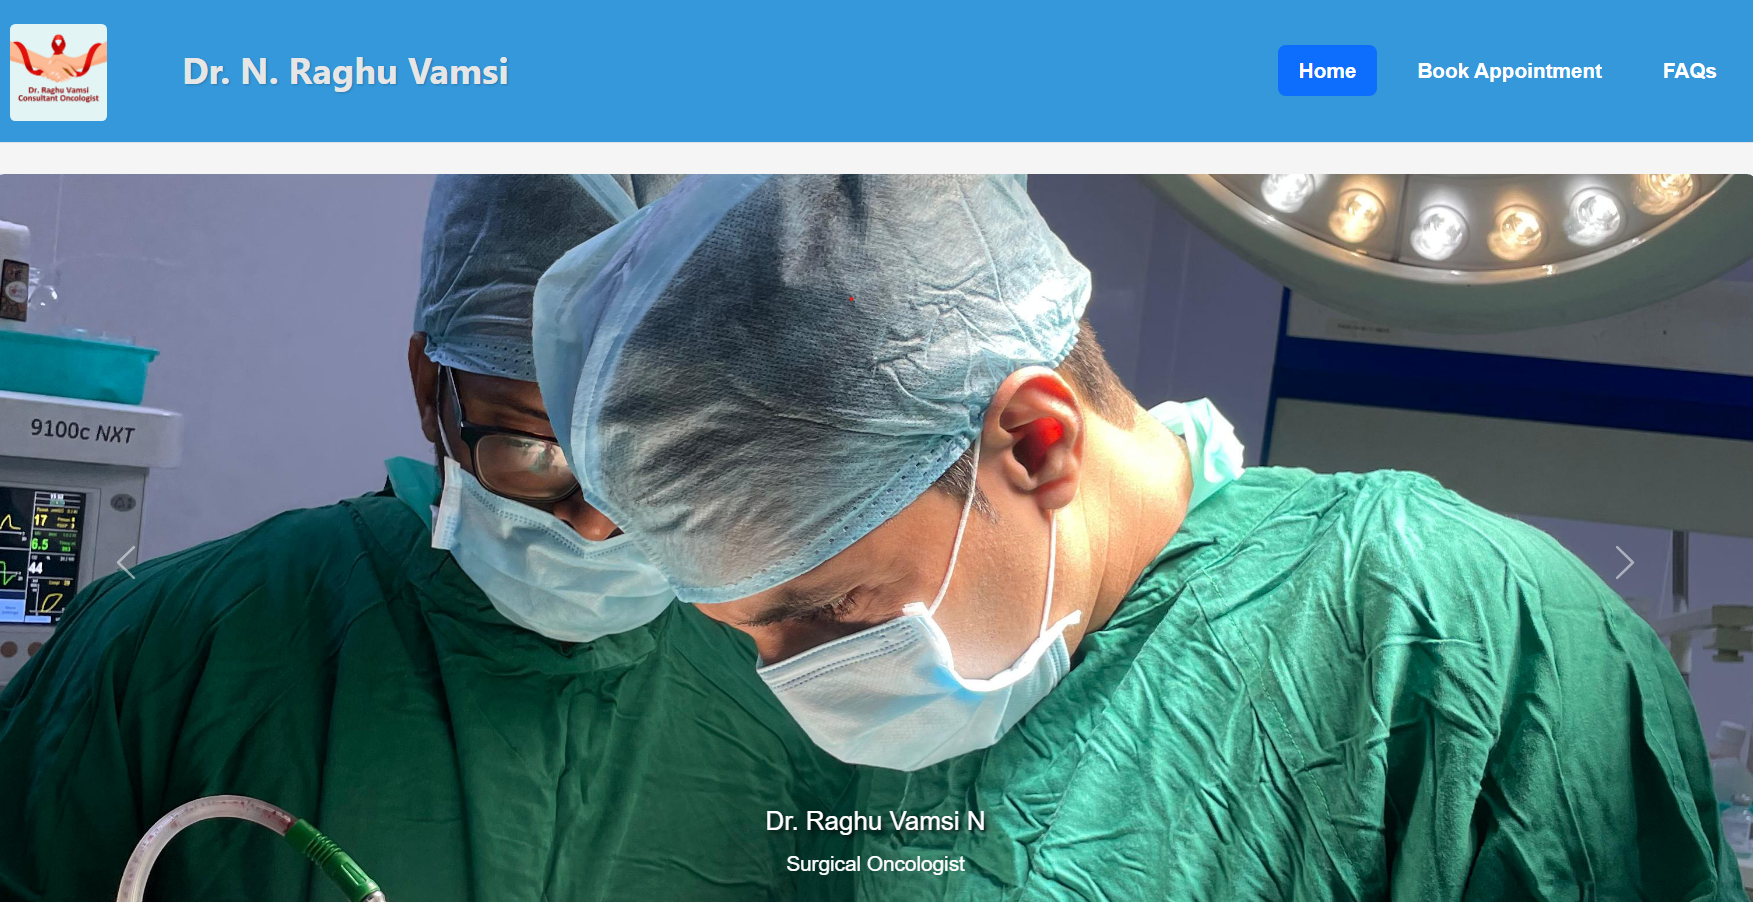 Dr. Raghu Vamsi
Consultant Oncologist
Dr. N. Raghu Vamsi
Home
Book Appointment
FAQs
9100c NXT
17
6.5
44
Dr. Raghu Vamsi N
Surgical Oncologist